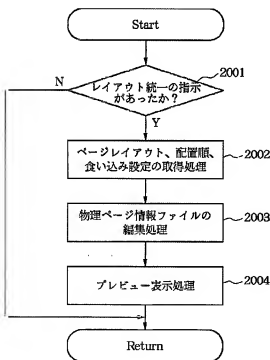 Start
レイアウト統一の指示
があったか？
2001
N
Y
ページレイアウト、配置順、
食い込み設定の取得処理
2002
物理ページ情報ファイルの
編集処理
2003
プレビュー表示処理
2004
Return